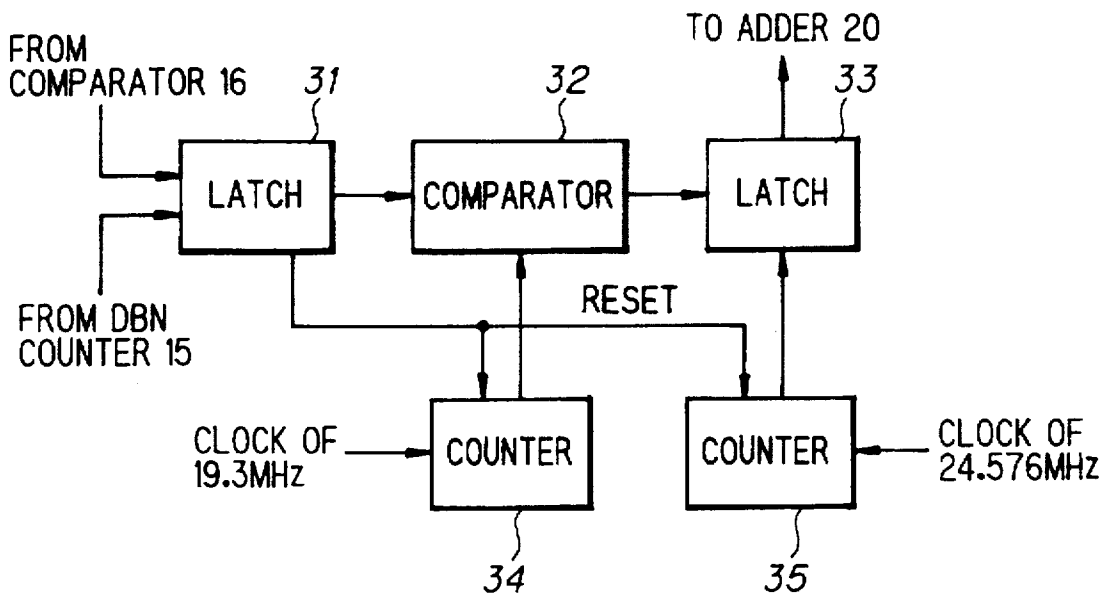 FROM
COMPARATOR 16
TO ADDER 20
31
32
33
LATCH
COMPARATOR
LATCH
FROM DBN
COUNTER 15
RESET
CLOCK OF
19.3MHz
COUNTER
COUNTER
CLOCK OF
24.576MHz
34
35